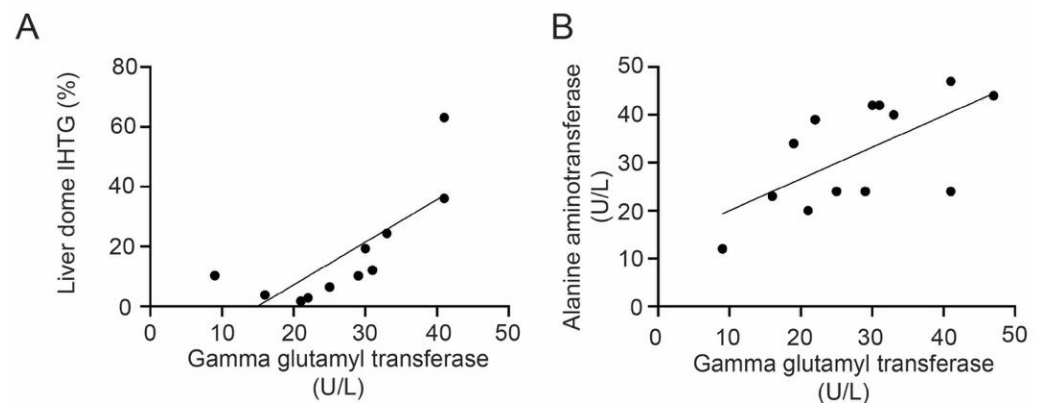 A
Liver dome IHTG (%)
80
60
40
20
0
0 10 20 30 40 50
Gamma glutamyl transferase
(U/L)
B
Alanine aminotransferase
(U/L)
50
40
30
20
10
0
0 10 20 30 40 50
Gamma glutamyl transferase
(U/L)